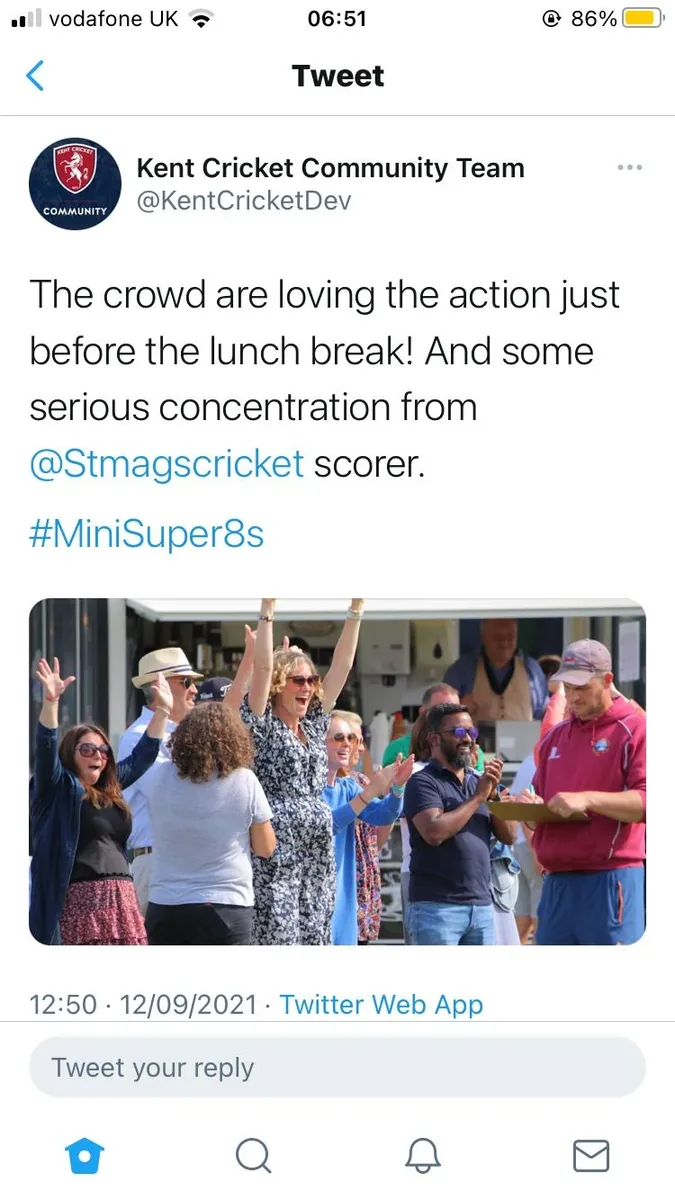 vodafone UK 06:51 86%
Tweet
KENT CRICKET
COMMUNITY
Kent Cricket Community Team
@KentCricketDev
The crowd are loving the action just
before the lunch break! And some
serious concentration from
@Stmagscricket scorer.
#MiniSuper8s
12:50 · 12/09/2021 · Twitter Web App
Tweet your reply